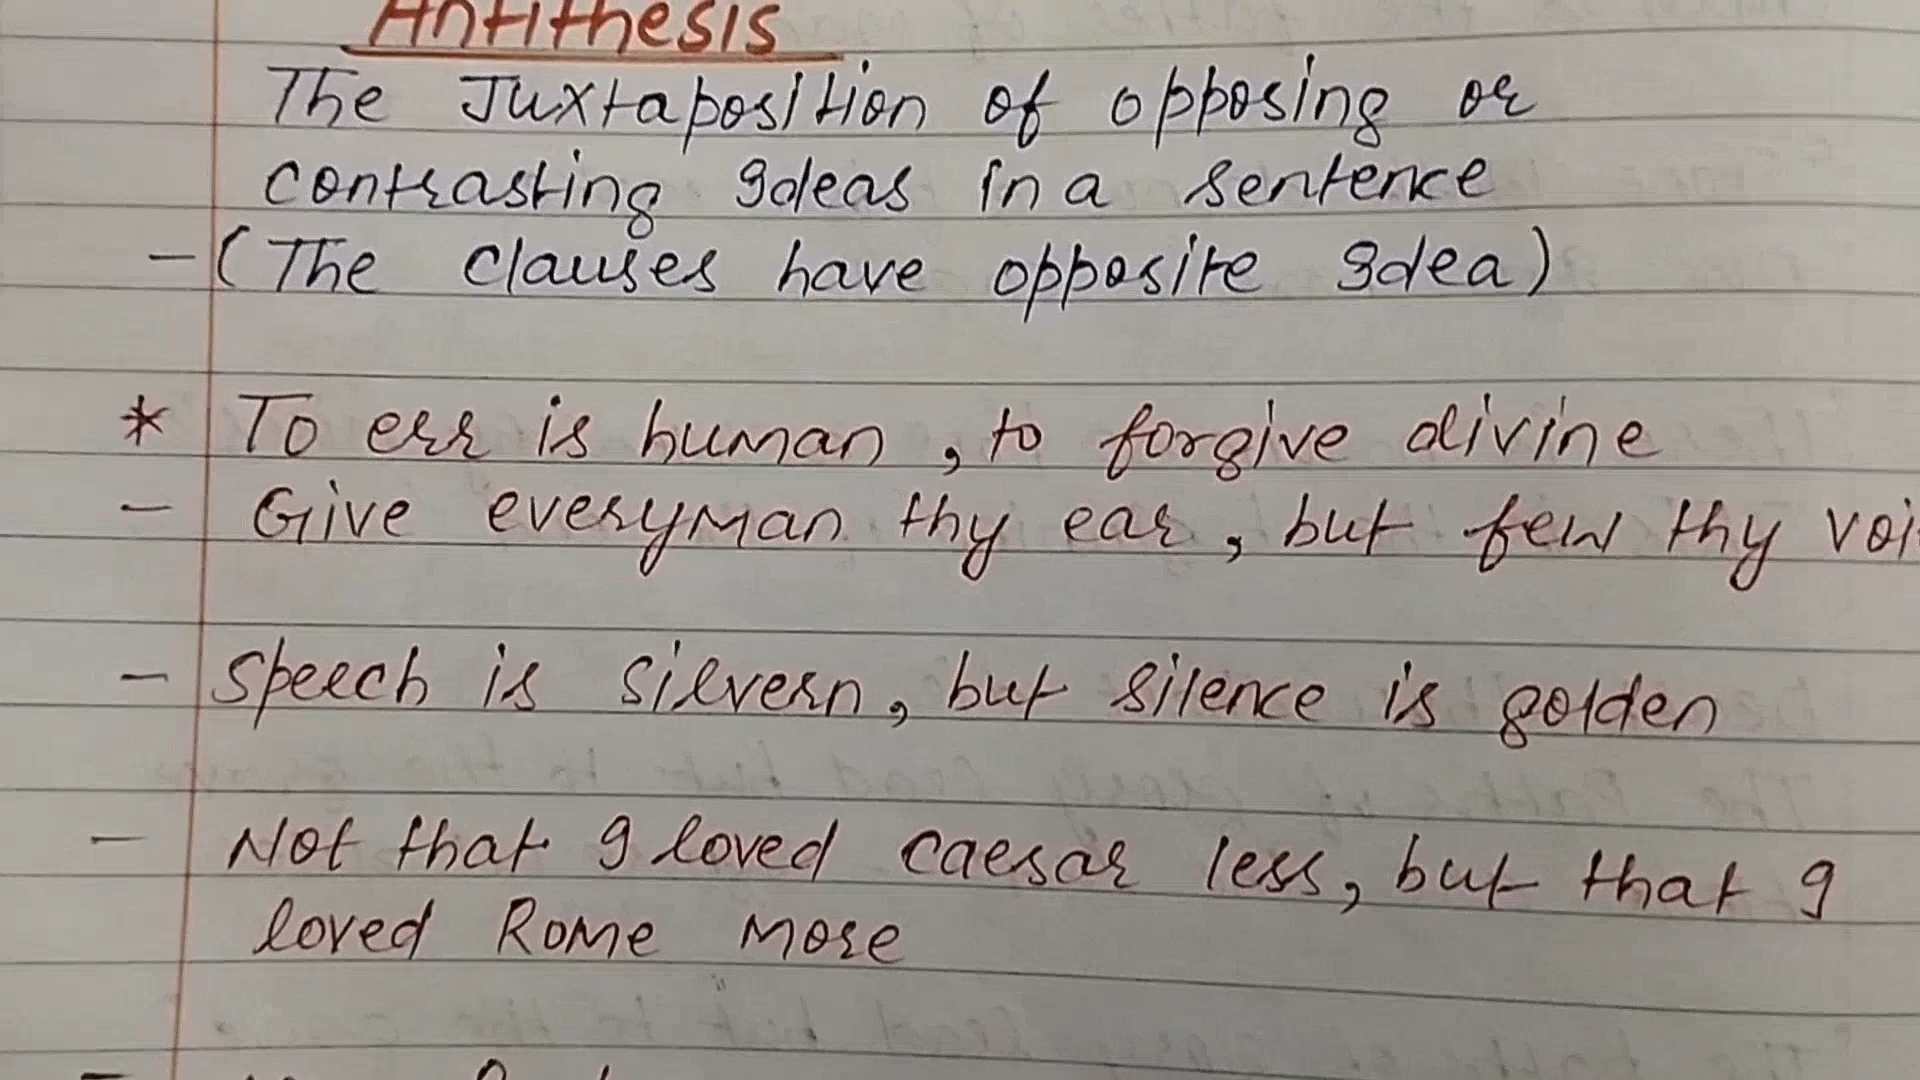 Antithesis
The Juxtaposition of opposing or
contrasting Ideas in a sentence
- (The clauses have opposite Idea)
* To err is human, to forgive divine
- Give everyman thy ear, but few thy voi
- Speech is silvern, but silence is golden
- Not that I loved caesar less, but that I
loved Rome more